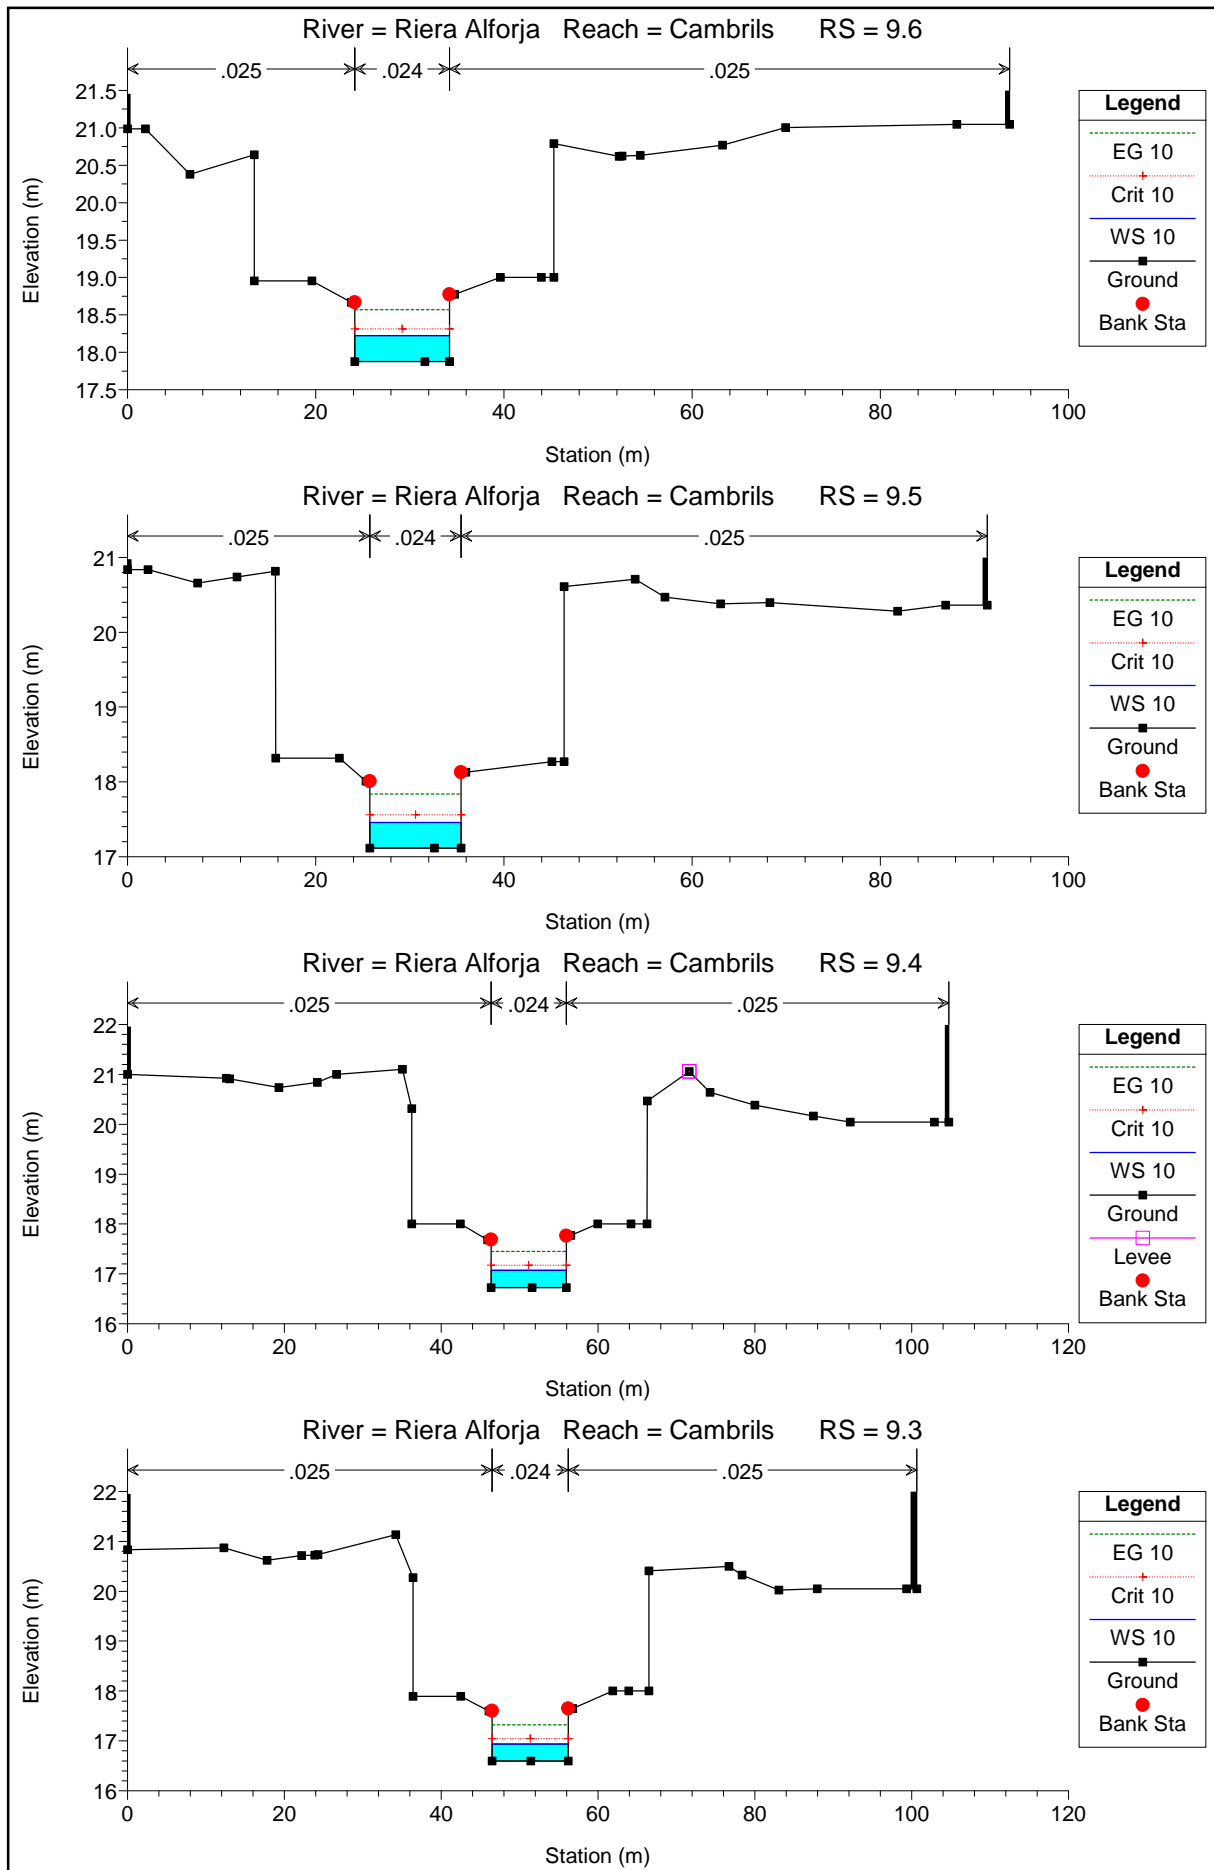 River = Riera Alforja Reach = Cambrils RS = 9.6
.025 .024 .025
21.5
21.0
20.5
20.0
19.5
19.0
18.5
18.0
17.5
Elevation (m)
0 20 40 60 80 100
Station (m)
Legend
EG 10
Crit 10
WS 10
Ground
Bank Sta
River = Riera Alforja Reach = Cambrils RS = 9.5
.025 .024 .025
21
20
19
18
17
Elevation (m)
0 20 40 60 80 100
Station (m)
Legend
EG 10
Crit 10
WS 10
Ground
Bank Sta
River = Riera Alforja Reach = Cambrils RS = 9.4
.025 .024 .025
22
21
20
19
18
17
16
Elevation (m)
0 20 40 60 80 100 120
Station (m)
Legend
EG 10
Crit 10
WS 10
Ground
Levee
Bank Sta
River = Riera Alforja Reach = Cambrils RS = 9.3
.025 .024 .025
22
21
20
19
18
17
16
Elevation (m)
0 20 40 60 80 100 120
Station (m)
Legend
EG 10
Crit 10
WS 10
Ground
Bank Sta